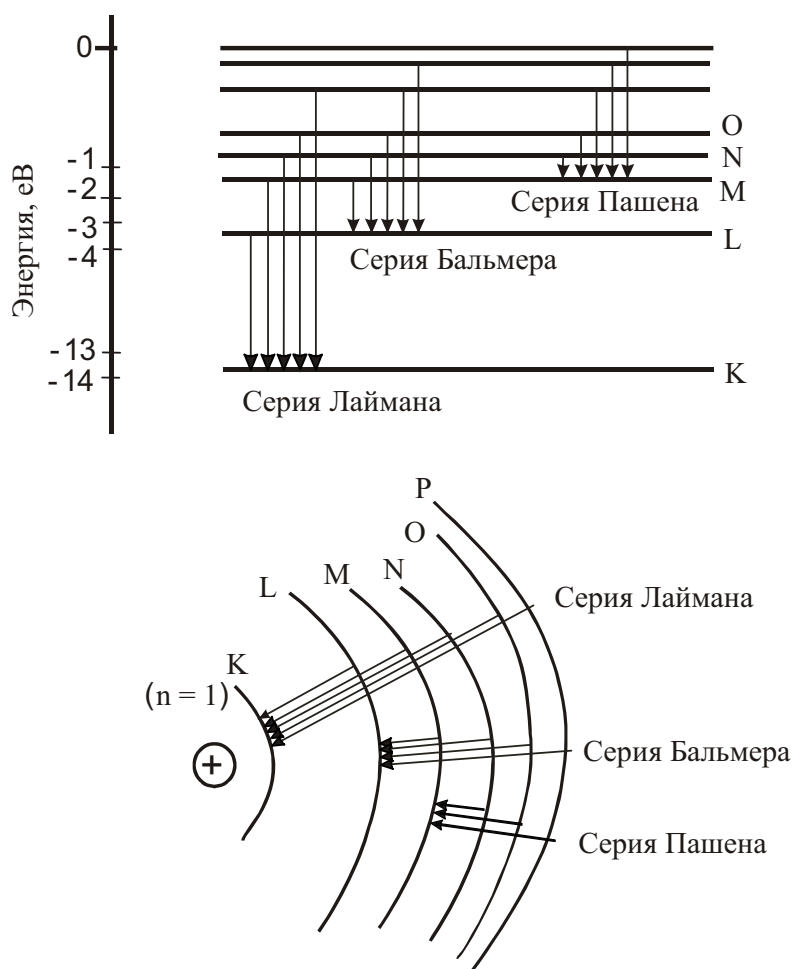 0
O
-1
N
-2
M
Серия Пашена
-3
L
-4
Серия Бальмера
Энергия, еВ
-13
K
-14
Серия Лаймана
P
O
N
M
L
Серия Лаймана
K
(n = 1)
+
Серия Бальмера
Серия Пашена